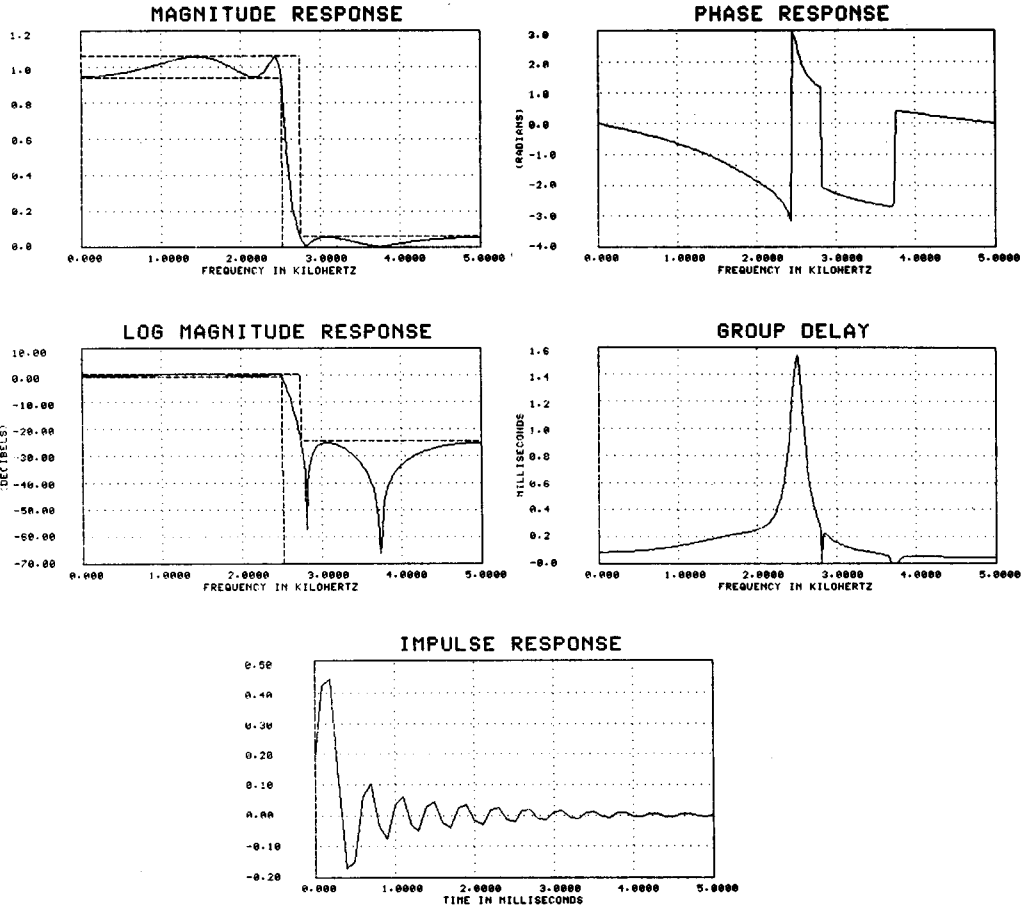 MAGNITUDE RESPONSE
1.2
1.0
0.8
0.6
0.4
0.2
0.0
0.000 1.0000 2.0000 3.0000 4.0000 5.0000
FREQUENCY IN KILOHERTZ
PHASE RESPONSE
3.0
2.0
1.0
0.0
-1.0
-2.0
-3.0
-4.0
(RADIANS)
0.000 1.0000 2.0000 3.0000 4.0000 5.0000
FREQUENCY IN KILOHERTZ
LOG MAGNITUDE RESPONSE
10.00
0.00
-10.00
-20.00
-30.00
-40.00
-50.00
-60.00
-70.00
(DECIBELS)
0.000 1.0000 2.0000 3.0000 4.0000 5.0000
FREQUENCY IN KILOHERTZ
GROUP DELAY
1.6
1.4
1.2
1.0
0.8
0.6
0.4
0.2
-0.0
MILLISECONDS
0.000 1.0000 2.0000 3.0000 4.0000 5.0000
FREQUENCY IN KILOHERTZ
IMPULSE RESPONSE
0.50
0.40
0.30
0.20
0.10
0.00
-0.10
-0.20
0.000 1.0000 2.0000 3.0000 4.0000 5.0000
TIME IN MILLISECONDS